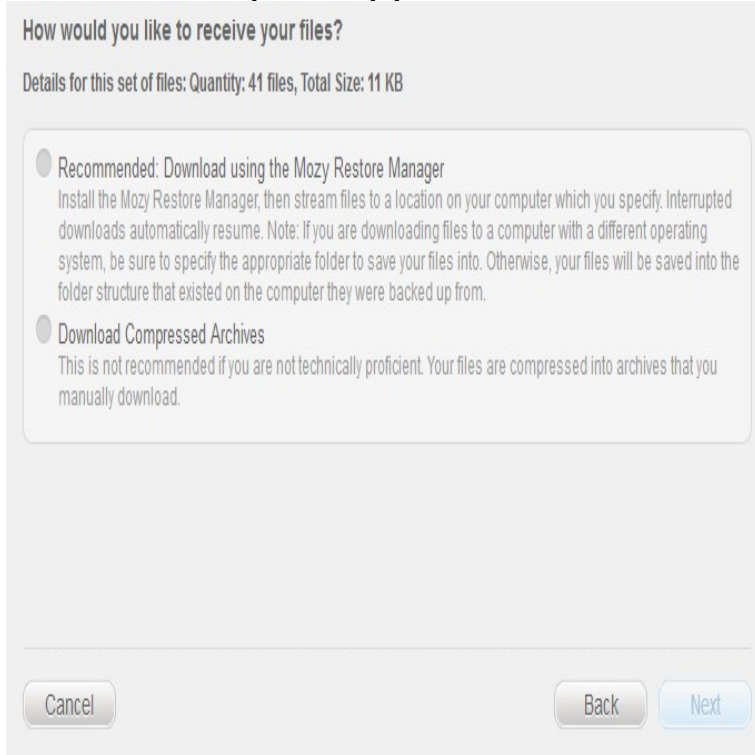 How would you like to receive your files?
Details for this set of files: Quantity: 41 files, Total Size: 11 KB
Recommended: Download using the Mozy Restore Manager
Install the Mozy Restore Manager, then stream files to a location on your computer which you specify. Interrupted
downloads automatically resume. Note: If you are downloading files to a computer with a different operating
system, be sure to specify the appropriate folder to save your files into. Otherwise, your files will be saved into the
folder structure that existed on the computer they were backed up from.
Download Compressed Archives
This is not recommended if you are not technically proficient. Your files are compressed into archives that you
manually download.
Cancel Back Next